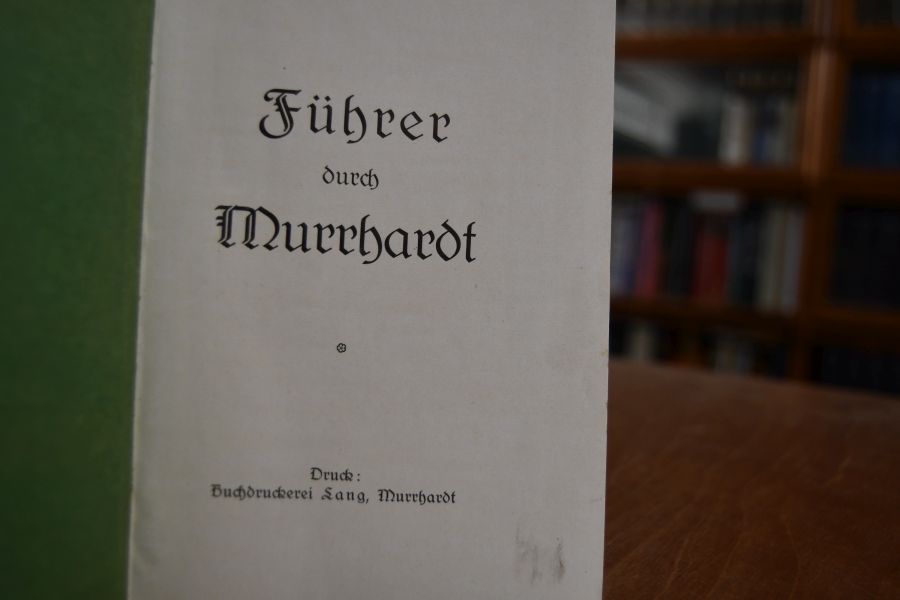 Führer
durch
Murrhardt
Druck:
Buchdruckerei Lang, Murrhardt